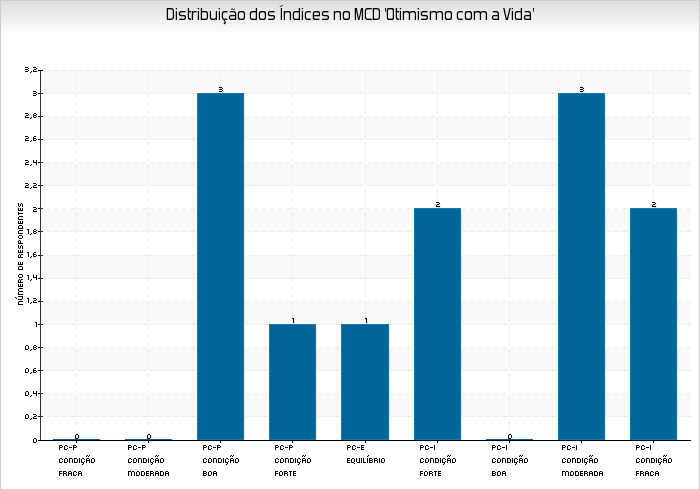 Distribuição dos Índices no MCD 'Otimismo com a Vida'
NÚMERO DE RESPONDENTES
3,2
3
2,8
2,6
2,4
2,2
2
1,8
1,6
1,4
1,2
1
0,8
0,6
0,4
0,2
0
0
0
3
1
1
2
0
3
2
PC-P
CONDIÇÃO
FRACA
PC-P
CONDIÇÃO
MODERADA
PC-P
CONDIÇÃO
BOA
PC-P
CONDIÇÃO
FORTE
PC-E
EQUILÍBRIO
PC-I
CONDIÇÃO
FORTE
PC-I
CONDIÇÃO
BOA
PC-I
CONDIÇÃO
MODERADA
PC-I
CONDIÇÃO
FRACA